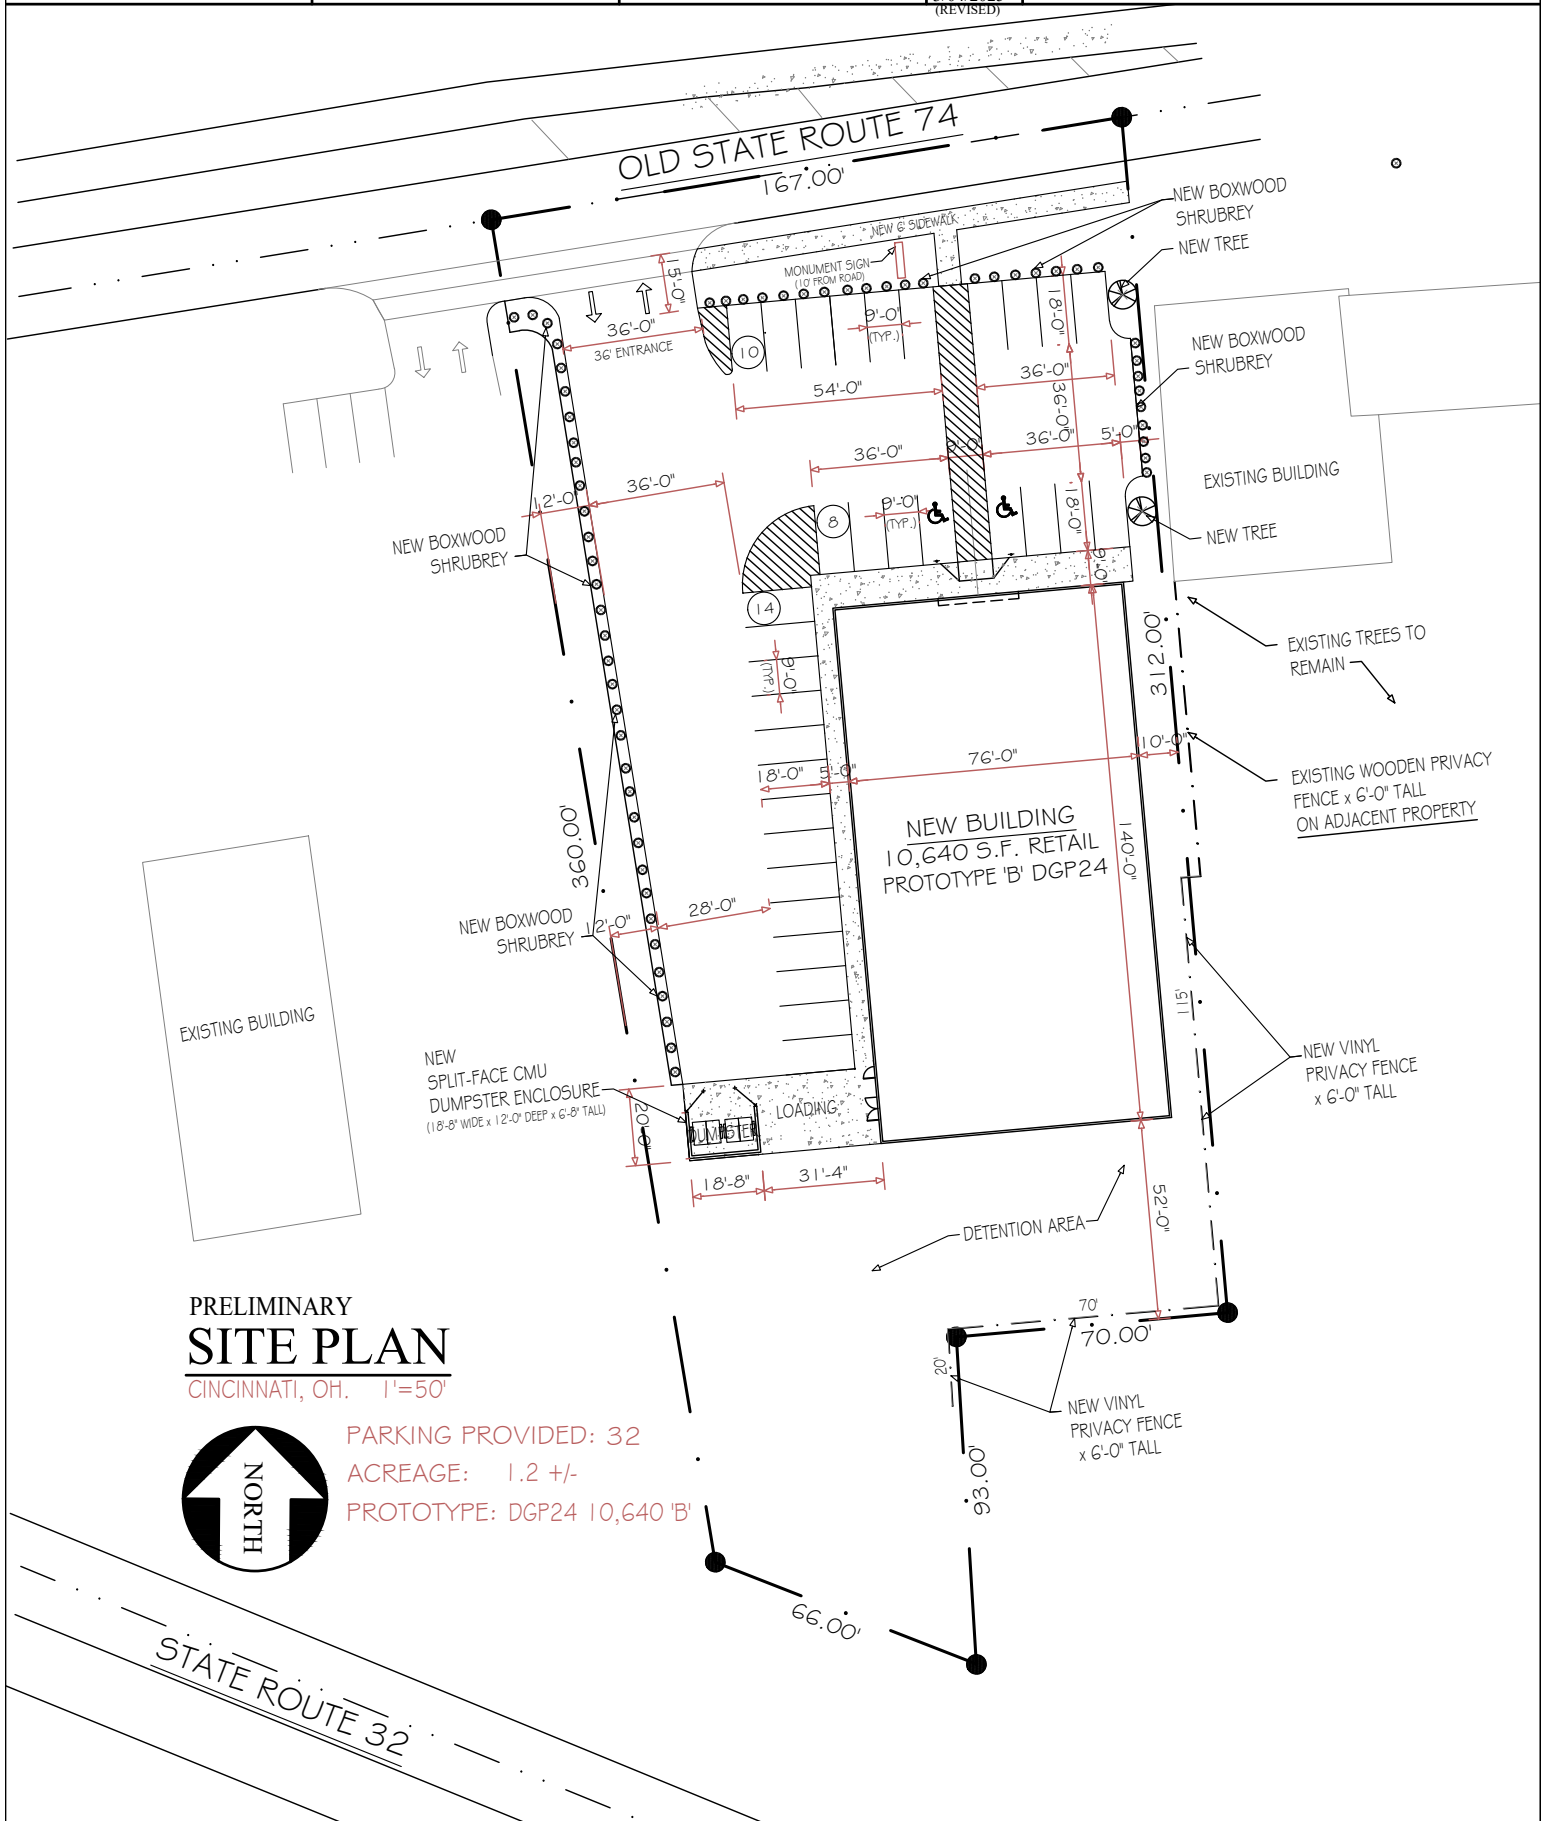 (REVISED)
OLD STATE ROUTE 74
167.00'
NEW BOXWOOD
SHRUBREY
NEW TREE
NEW 6' SIDEWALK
MONUMENT SIGN
(10' FROM ROAD)
15'-0"
36'-0"
36' ENTRANCE
10
9'-0"
(TYP.)
18'-0"
NEW BOXWOOD
SHRUBREY
54'-0"
36'-0"
36'-0"
36'-0"
9'-0"
36'-0"
5'-0"
EXISTING BUILDING
12'-0"
36'-0"
8
9'-0"
(TYP.)
18'-0"
NEW TREE
NEW BOXWOOD
SHRUBREY
9'-0"
14
312.00'
EXISTING TREES TO
REMAIN
9'-0"
(TYP.)
18'-0"
5'-0"
76'-0"
10'-0"
EXISTING WOODEN PRIVACY
FENCE x 6'-0" TALL
ON ADJACENT PROPERTY
360.00'
NEW BUILDING
10,640 S.F. RETAIL
PROTOTYPE 'B' DGP24
140'-0"
NEW BOXWOOD
SHRUBREY
12'-0"
28'-0"
EXISTING BUILDING
115'
NEW
SPLIT-FACE CMU
DUMPSTER ENCLOSURE
(18'-8" WIDE x 12'-0" DEEP x 6'-8" TALL)
NEW VINYL
PRIVACY FENCE
x 6'-0" TALL
20'-0"
DUMPSTER
LOADING
18'-8"
31'-4"
52'-0"
DETENTION AREA
PRELIMINARY
SITE PLAN
CINCINNATI, OH. 1'=50'
70'
70.00'
20'
NEW VINYL
PRIVACY FENCE
x 6'-0" TALL
NORTH
PARKING PROVIDED: 32
ACREAGE: 1.2 +/-
PROTOTYPE: DGP24 10,640 'B'
93.00'
66.00'
STATE ROUTE 32